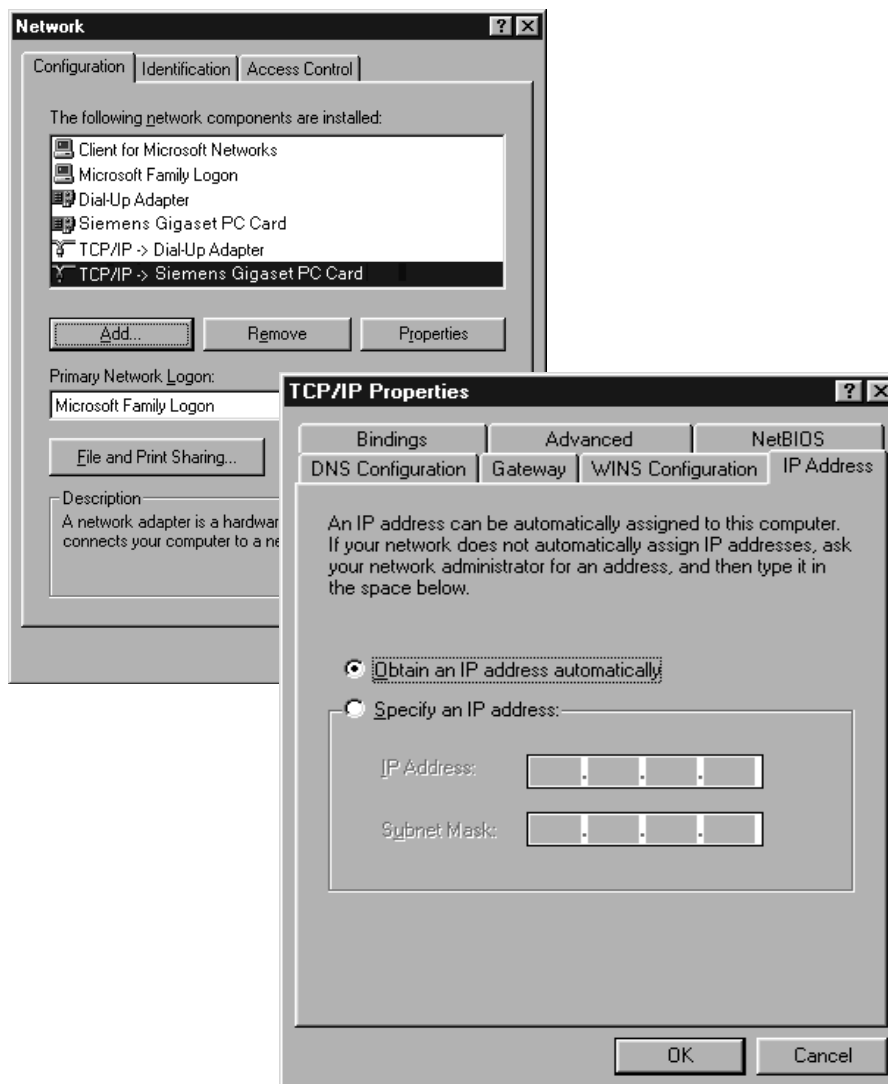 Network
Configuration Identification Access Control
The following network components are installed:
Client for Microsoft Networks
Microsoft Family Logon
Dial-Up Adapter
Siemens Gigaset PC Card
TCP/IP -> Dial-Up Adapter
TCP/IP -> Siemens Gigaset PC Card
Add... Remove Properties
Primary Network Logon:
Microsoft Family Logon
File and Print Sharing...
Description
A network adapter is a
connects your computer to a
TCP/IP Properties
Bindings Advanced NetBIOS
DNS Configuration Gateway WINS Configuration IP Address
An IP address can be automatically assigned to this computer.
If your network does not automatically assign IP addresses, ask
your network administrator for an address, and then type it in
the space below.
Obtain an IP address automatically
Specify an IP address:
IP Address:
Subnet Mask:
OK Cancel